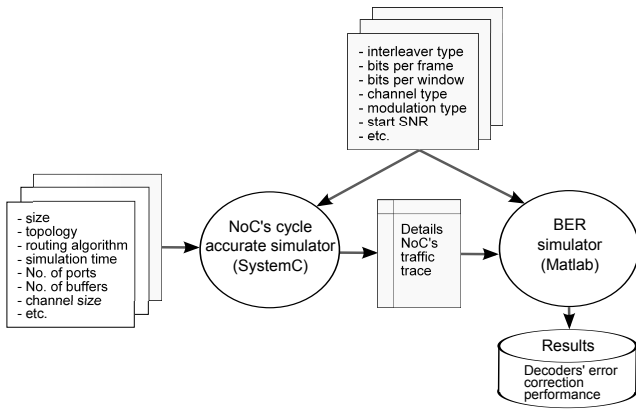 - interleaver type
- bits per frame
- bits per window
- channel type
- modulation type
- start SNR
- etc.
- size
- topology
- routing algorithm
- simulation time
- No. of ports
- No. of buffers
- channel size
- etc.
NoC's cycle
accurate simulator
(SystemC)
Details
NoC's
traffic
trace
BER
simulator
(Matlab)
Results
Decoders' error
correction
performance